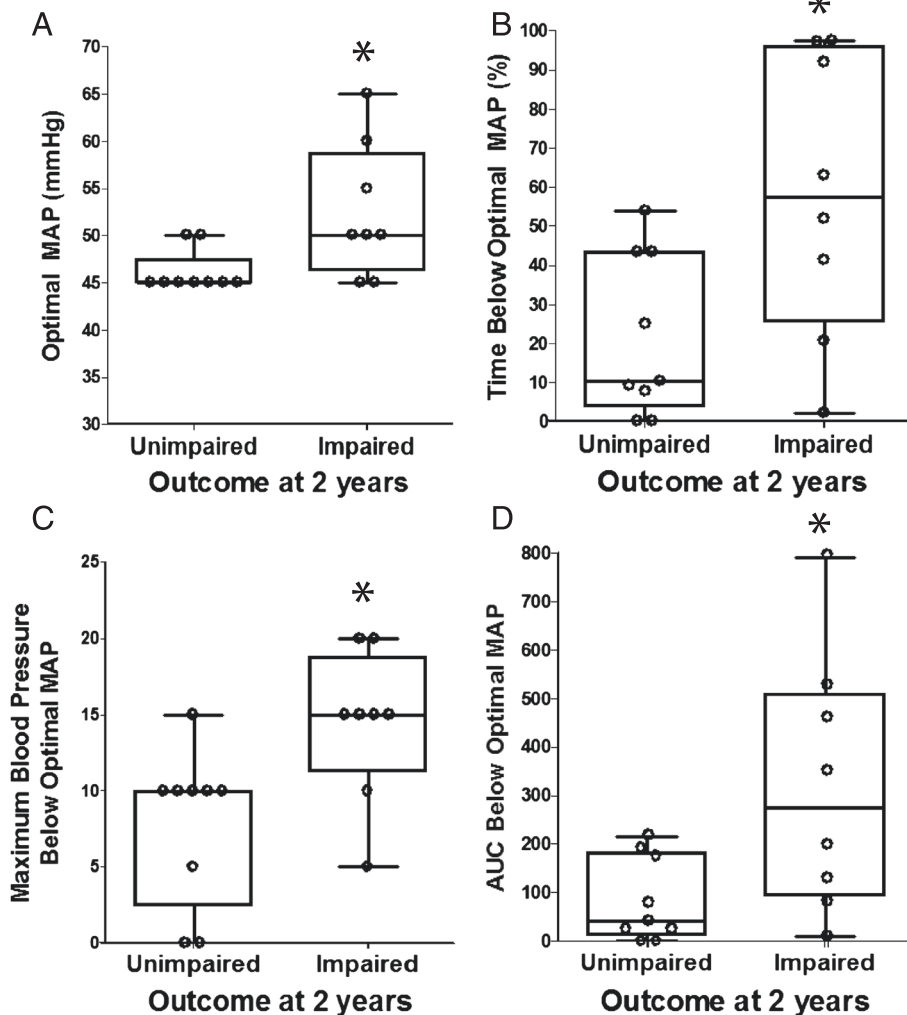 A
*
70
65
60
55
50
45
40
35
30
Optimal MAP (mmHg)
Unimpaired
Impaired
Outcome at 2 years
B
*
100
90
80
70
60
50
40
30
20
10
0
Time Below Optimal MAP (%)
Unimpaired
Impaired
Outcome at 2 years
C
*
25
20
15
10
5
0
Maximum Blood Pressure
Below Optimal MAP
Unimpaired
Impaired
Outcome at 2 years
D
*
800
700
600
500
400
300
200
100
0
AUC Below Optimal MAP
Unimpaired
Impaired
Outcome at 2 years